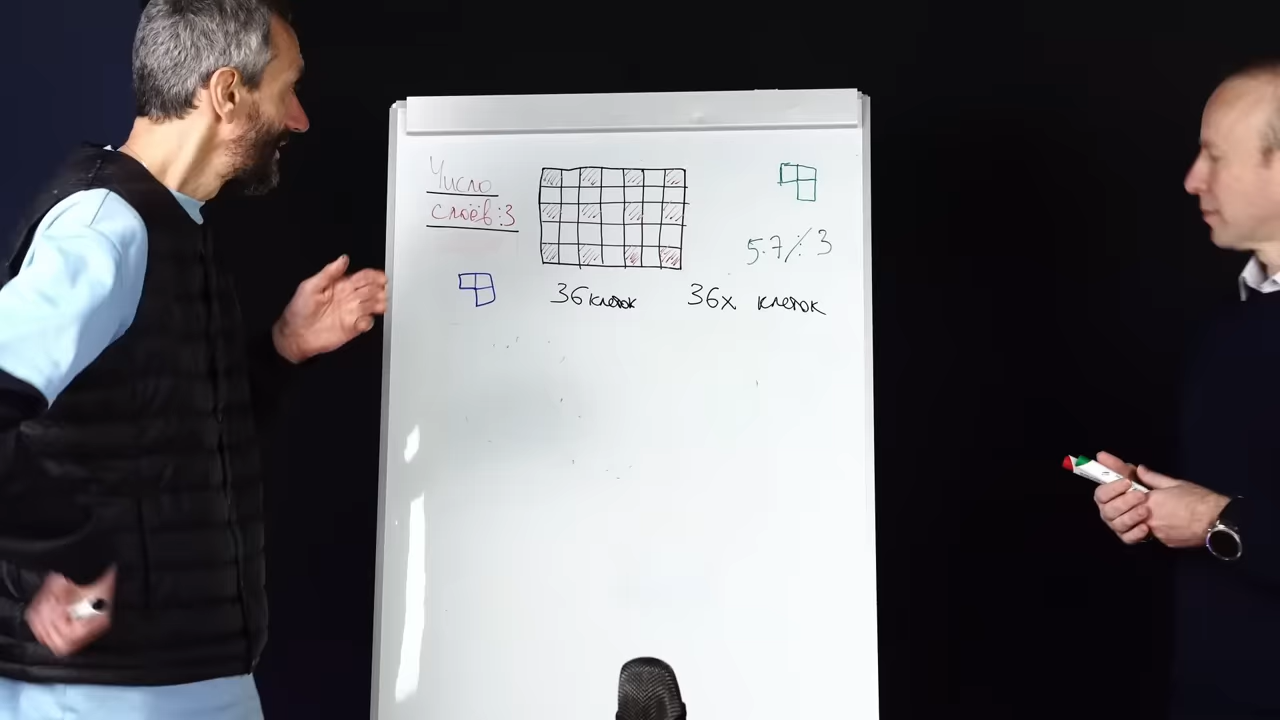 Число
слоёв: 3
5·7 ⁒ 3
36 клеток
36х клеток